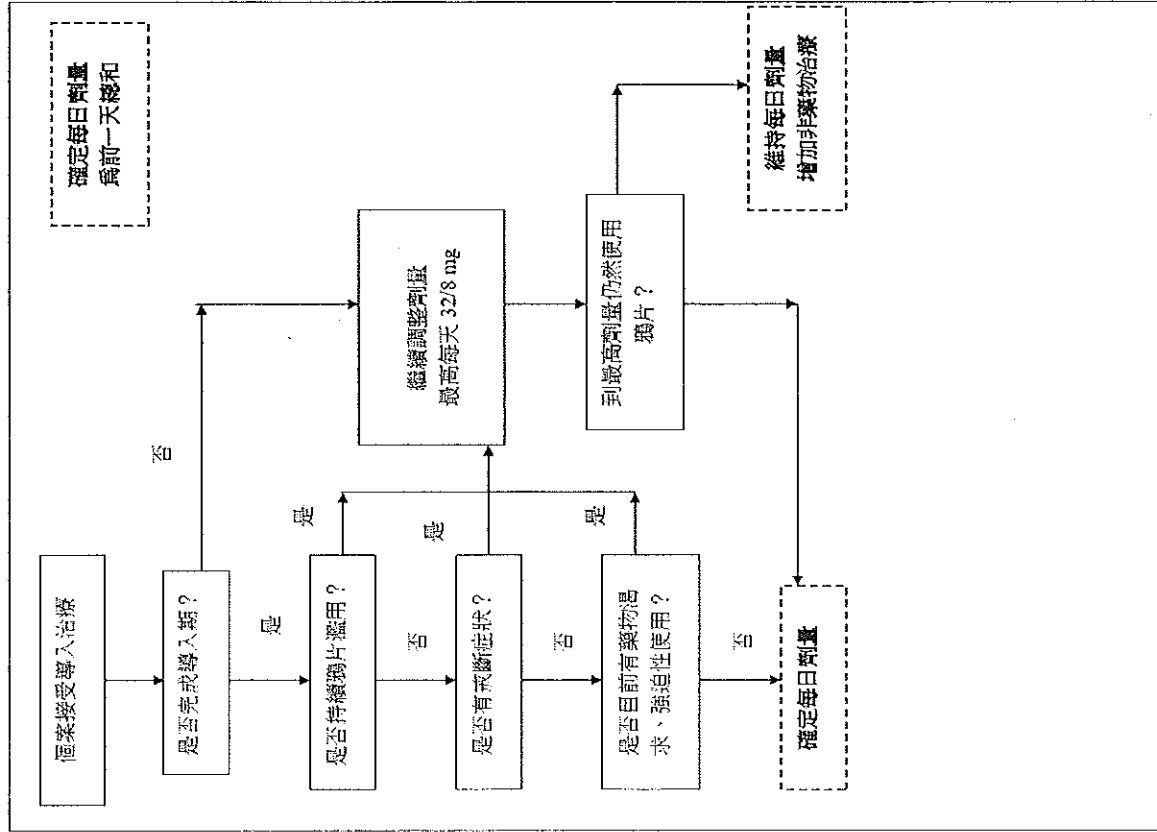 個案接受導入治療
確定每日劑量
為前一天總和
是否完成導入期？
否
是
是否持續鴉片濫用？
是
否
繼續調整劑量
最高每天 32/8 mg
是否有戒斷症狀？
是
否
是否目前有藥物渴
求、強迫性使用？
是
否
到最高劑量仍然使用
鴉片？
確定每日劑量
維持每日劑量
增加非藥物治療